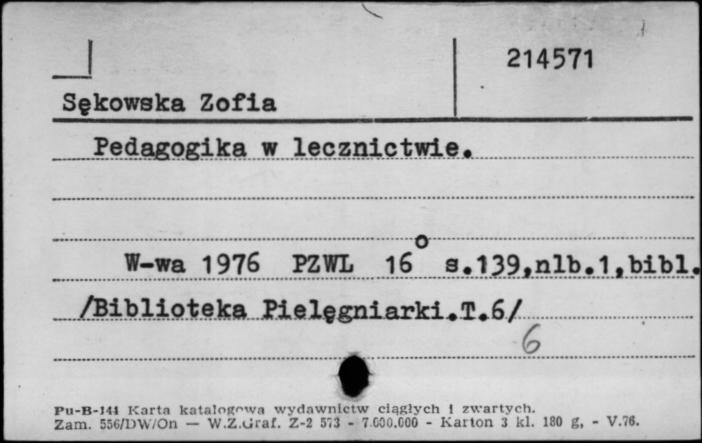 214571
Sękowska Zofia
Pedagogika w lecznictwie.
W-wa 1976 PZWL 16° s.139,nlb.1,bibl.
/Biblioteka Pielęgniarki.T.6/
6
Pu-B-144 Karta katalogowa wydawnictw ciągłych i zwartych.
Zam. 556/DW/On — W.Z.Graf. Z-2 573 - 7.000.000 - Karton 3 kl. 180 g, - V.76.